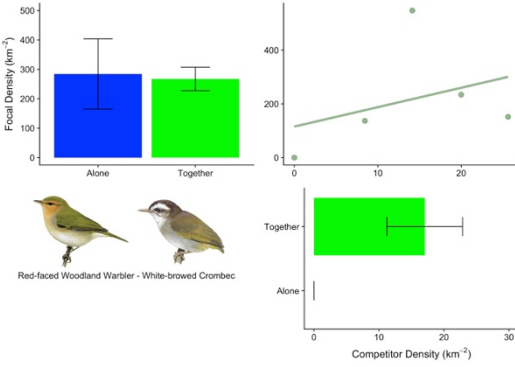 Focal Density (km⁻²)
500
400
300
200
100
0
Alone
Together
400
200
0
0
10
20
Red-faced Woodland Warbler - White-browed Crombec
Together
Alone
0
10
20
30
Competitor Density (km⁻²)